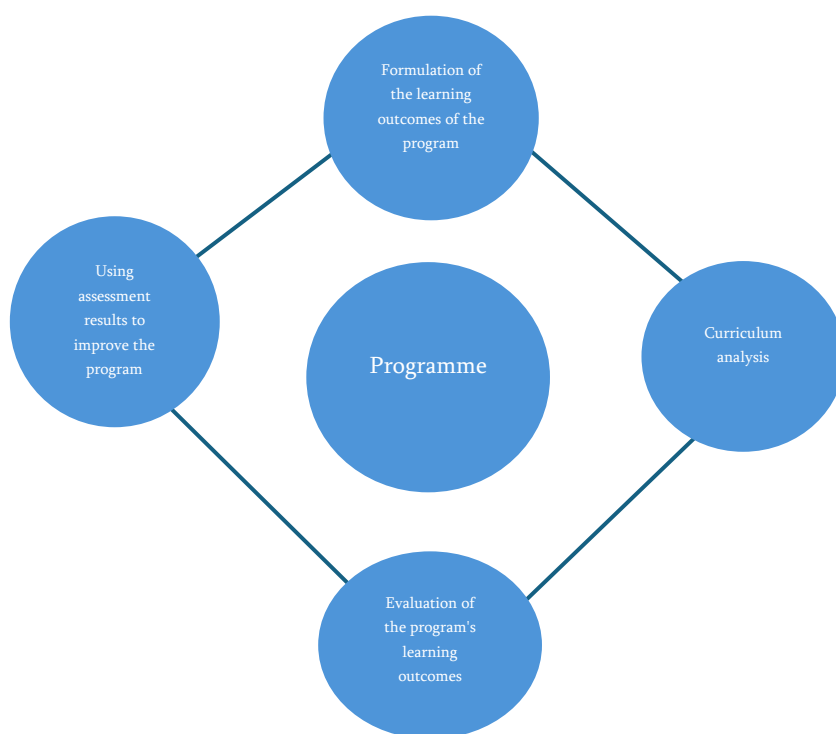 Formulation of
the learning
outcomes of the
program
Using
assessment
results to
improve the
program
Curriculum
analysis
Programme
Evaluation of
the program's
learning
outcomes